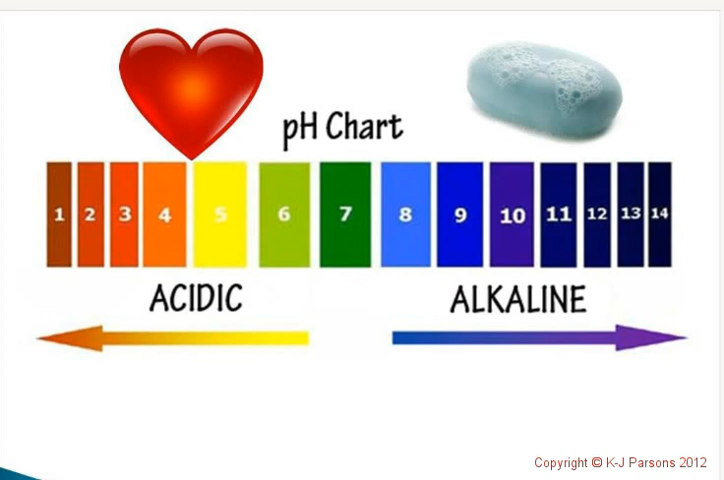 pH Chart
1 2 3 4 5 6 7 8 9 10 11 12 13 14
ACIDIC ALKALINE
Copyright © K-J Parsons 2012